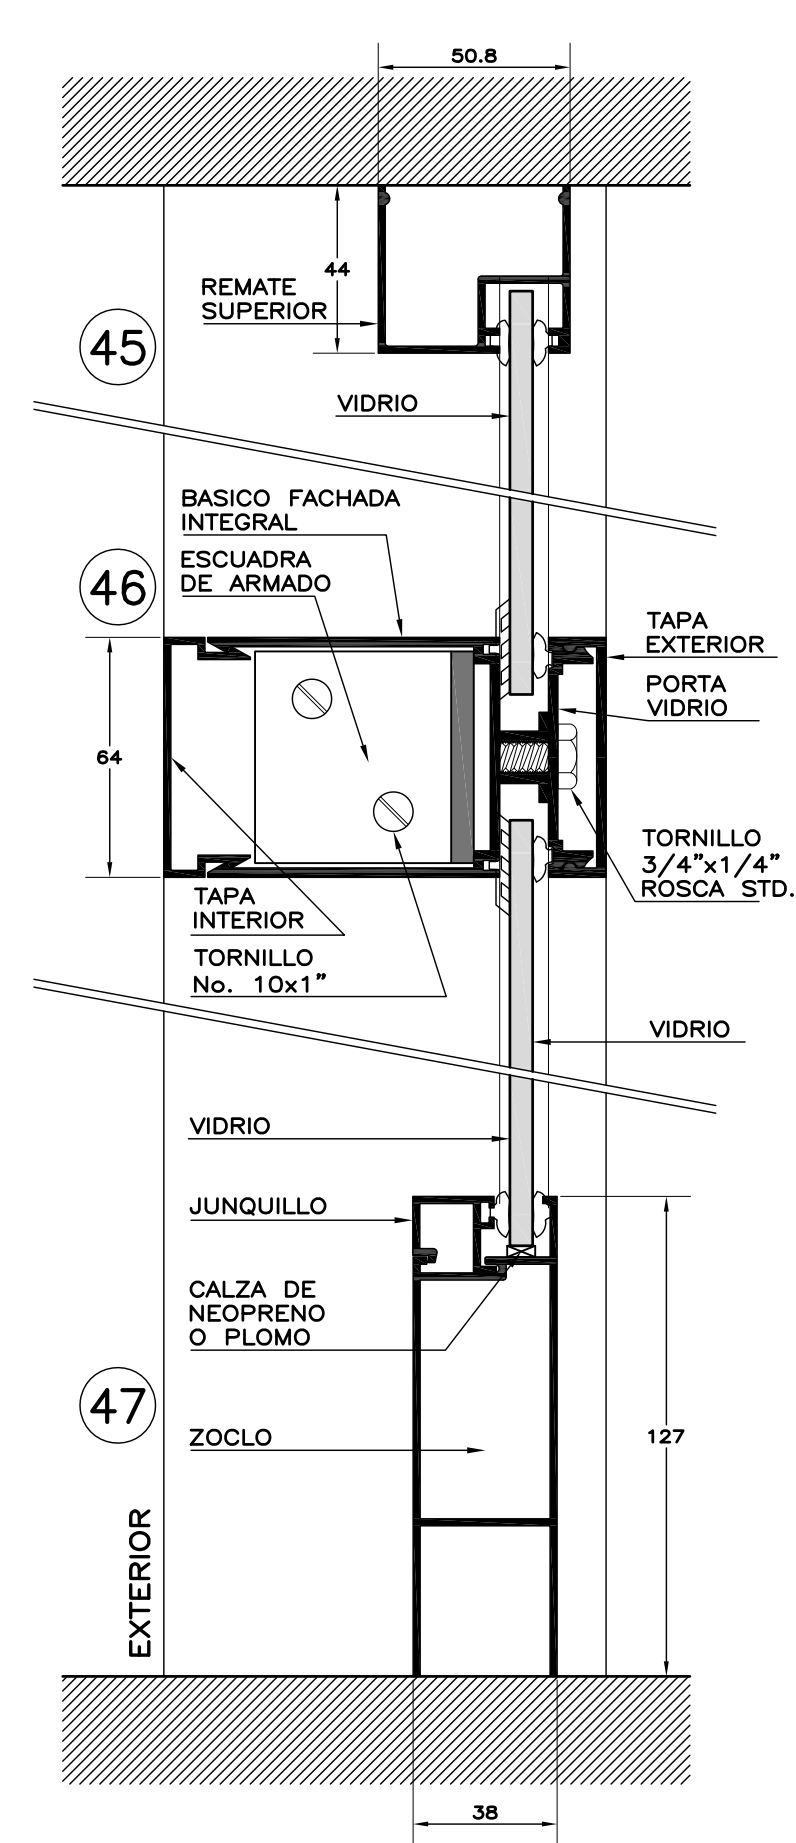 50.8
44
REMATE
SUPERIOR
45
VIDRIO
BASICO FACHADA
INTEGRAL
ESCUADRA
DE ARMADO
46
TAPA
EXTERIOR
PORTA
VIDRIO
64
TORNILLO
3/4"x1/4"
ROSCA STD.
TAPA
INTERIOR
TORNILLO
No. 10x1"
VIDRIO
VIDRIO
JUNQUILLO
CALZA DE
NEOPRENO
O PLOMO
47
ZOCLO
127
EXTERIOR
38